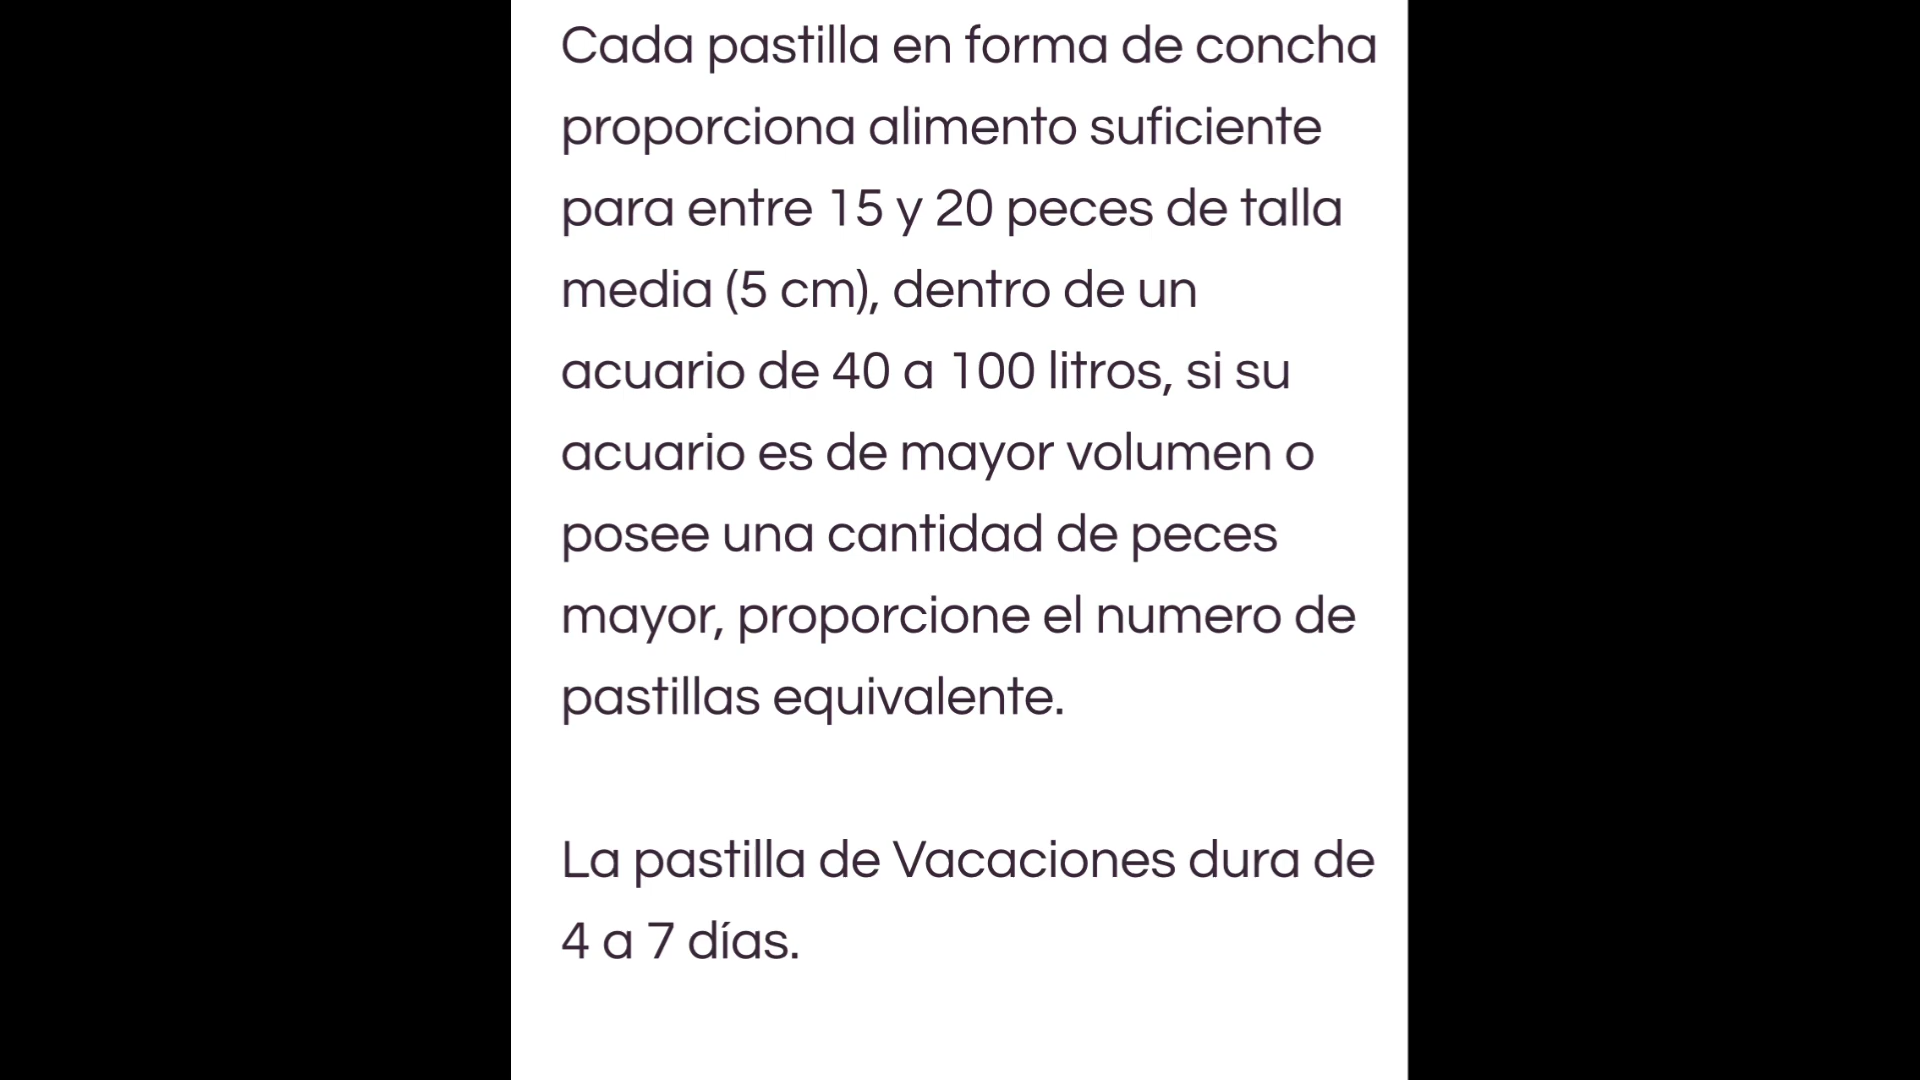 Cada pastilla en forma de concha
proporciona alimento suficiente
para entre 15 y 20 peces de talla
media (5 cm), dentro de un
acuario de 40 a 100 litros, si su
acuario es de mayor volumen o
posee una cantidad de peces
mayor, proporcione el numero de
pastillas equivalente.
La pastilla de Vacaciones dura de
4 a 7 días.